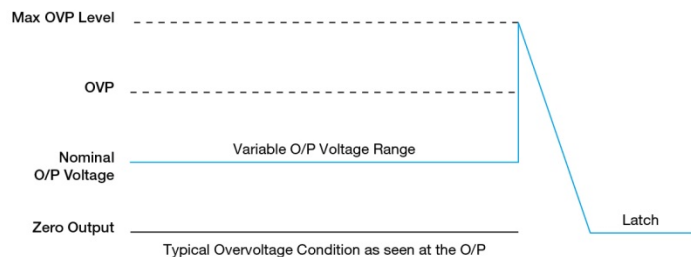 Max OVP Level
OVP
Variable O/P Voltage Range
Nominal
O/P Voltage
Zero Output
Latch
Typical Overvoltage Condition as seen at the O/P